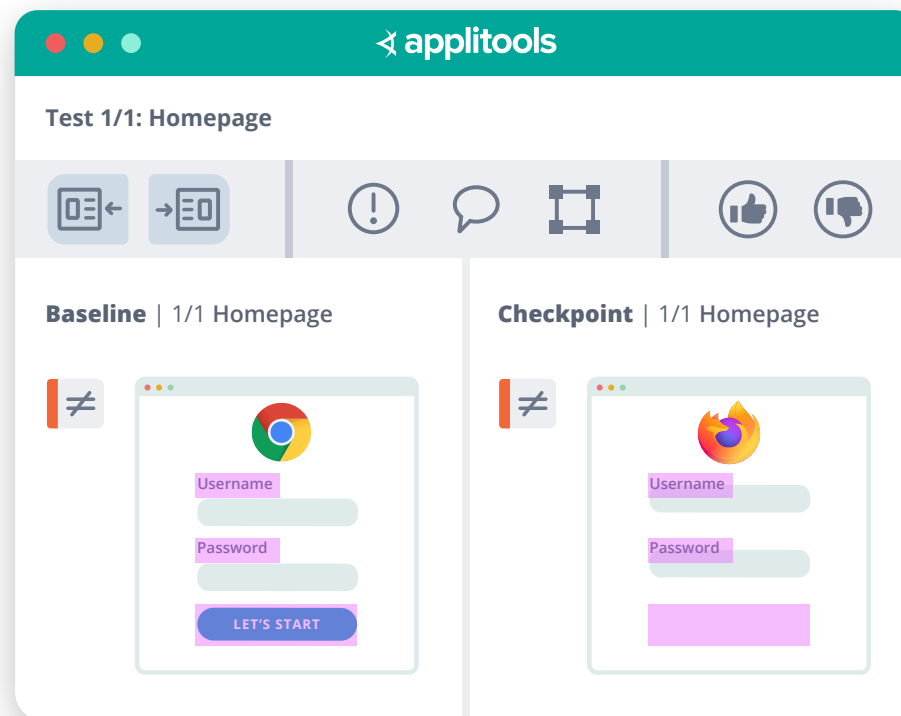 applitools
Test 1/1: Homepage
Baseline | 1/1 Homepage
Checkpoint | 1/1 Homepage
Username
Password
LET'S START
Username
Password